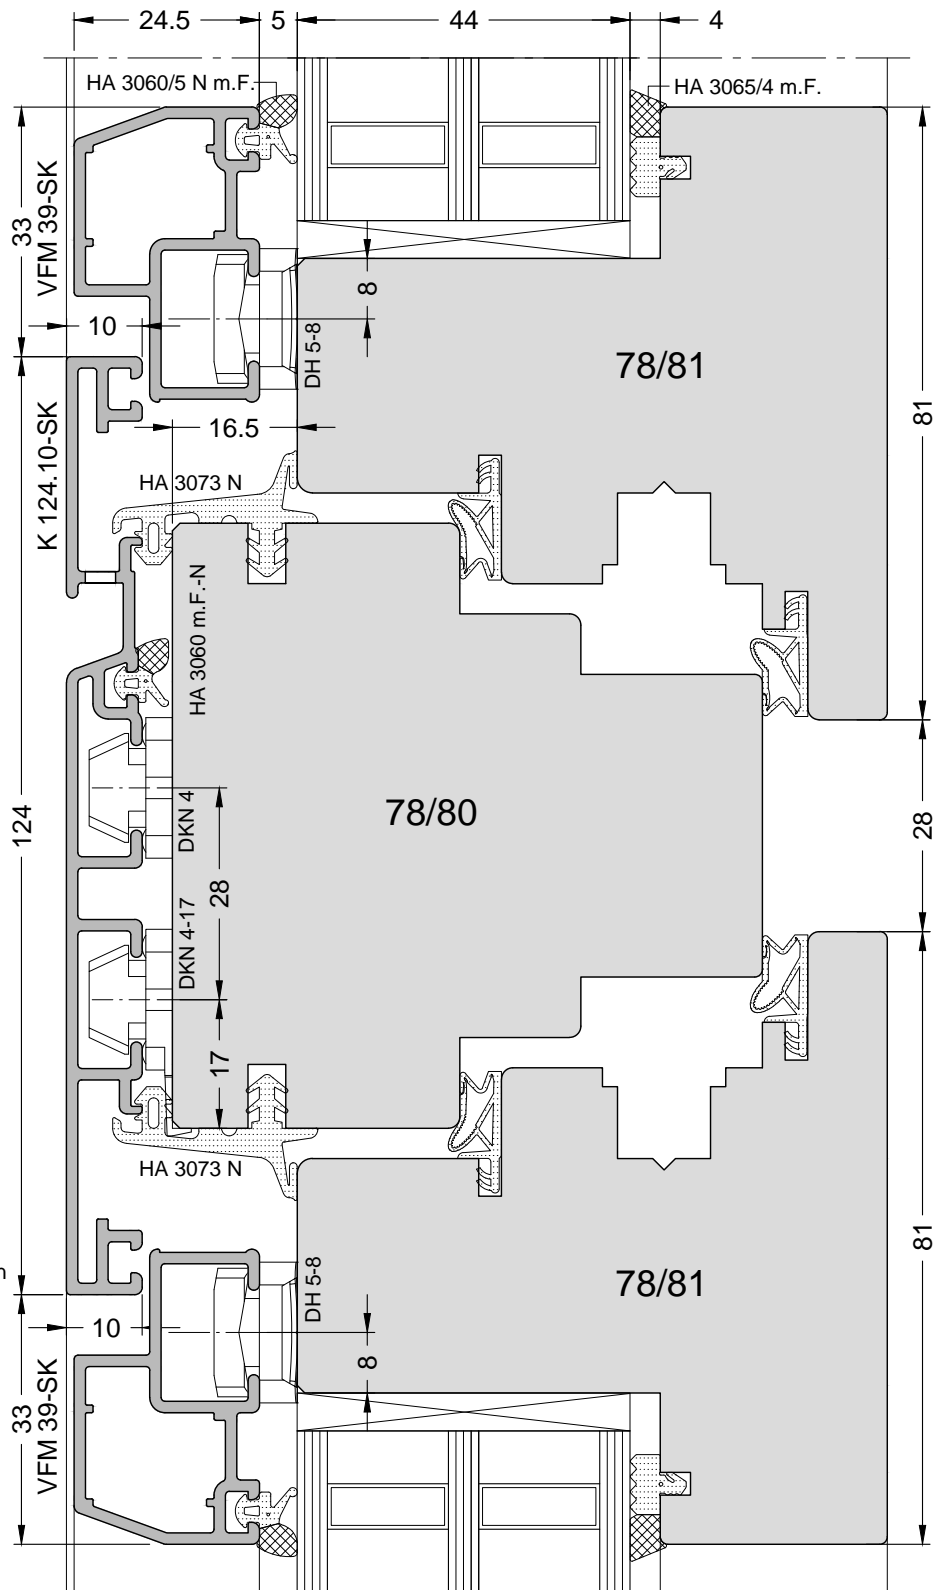 24.5 5 44 4
HA 3060/5 N m.F.
HA 3065/4 m.F.
33
VFM 39-SK
8
10
DH 5-8
78/81
81
16.5
K 124.10-SK
HA 3073 N
HA 3060 m.F.-N
124
78/80
DKN 4
28
28
DKN 4-17
17
HA 3073 N
81
n
DH 5-8
78/81
10
8
33
VFM 39-SK